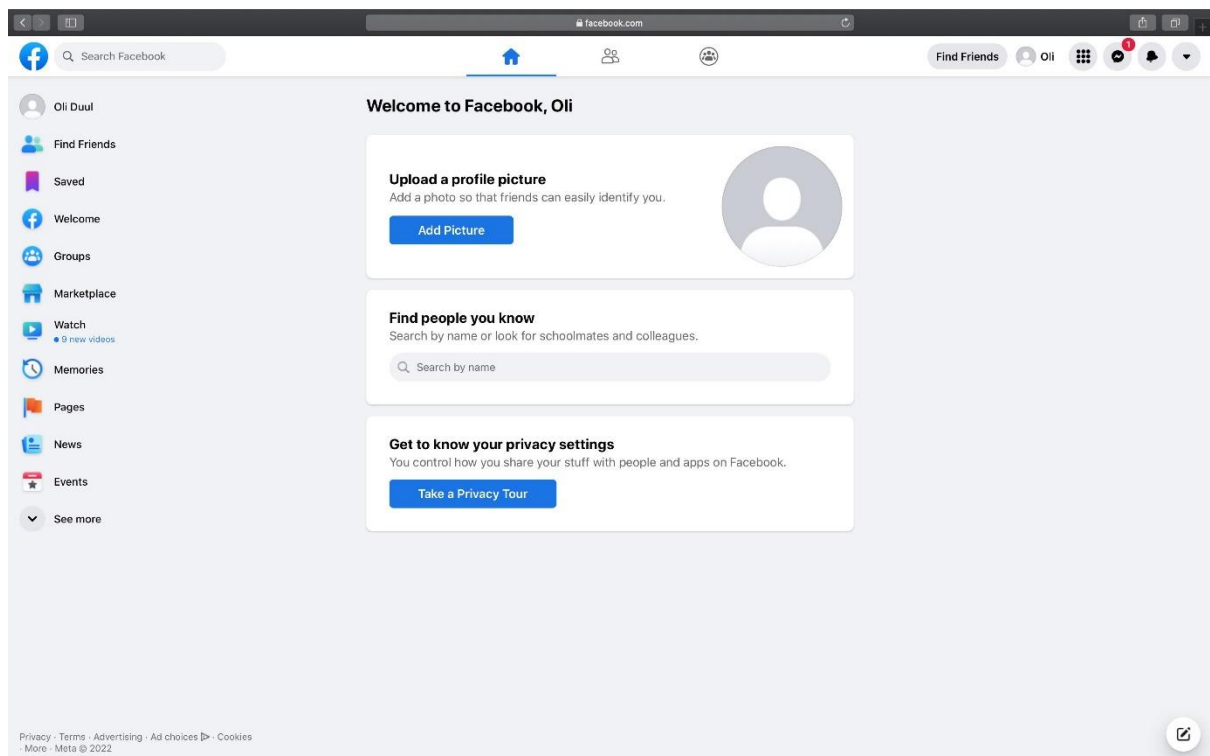 facebook.com
Search Facebook
Find Friends
Oli
1
Oli Duul
Find Friends
Saved
Welcome
Groups
Marketplace
Watch
• 9 new videos
Memories
Pages
News
Events
See more
Welcome to Facebook, Oli
Upload a profile picture
Add a photo so that friends can easily identify you.
Add Picture
Find people you know
Search by name or look for schoolmates and colleagues.
Search by name
Get to know your privacy settings
You control how you share your stuff with people and apps on Facebook.
Take a Privacy Tour
Privacy · Terms · Advertising · Ad choices · Cookies
· More · Meta © 2022